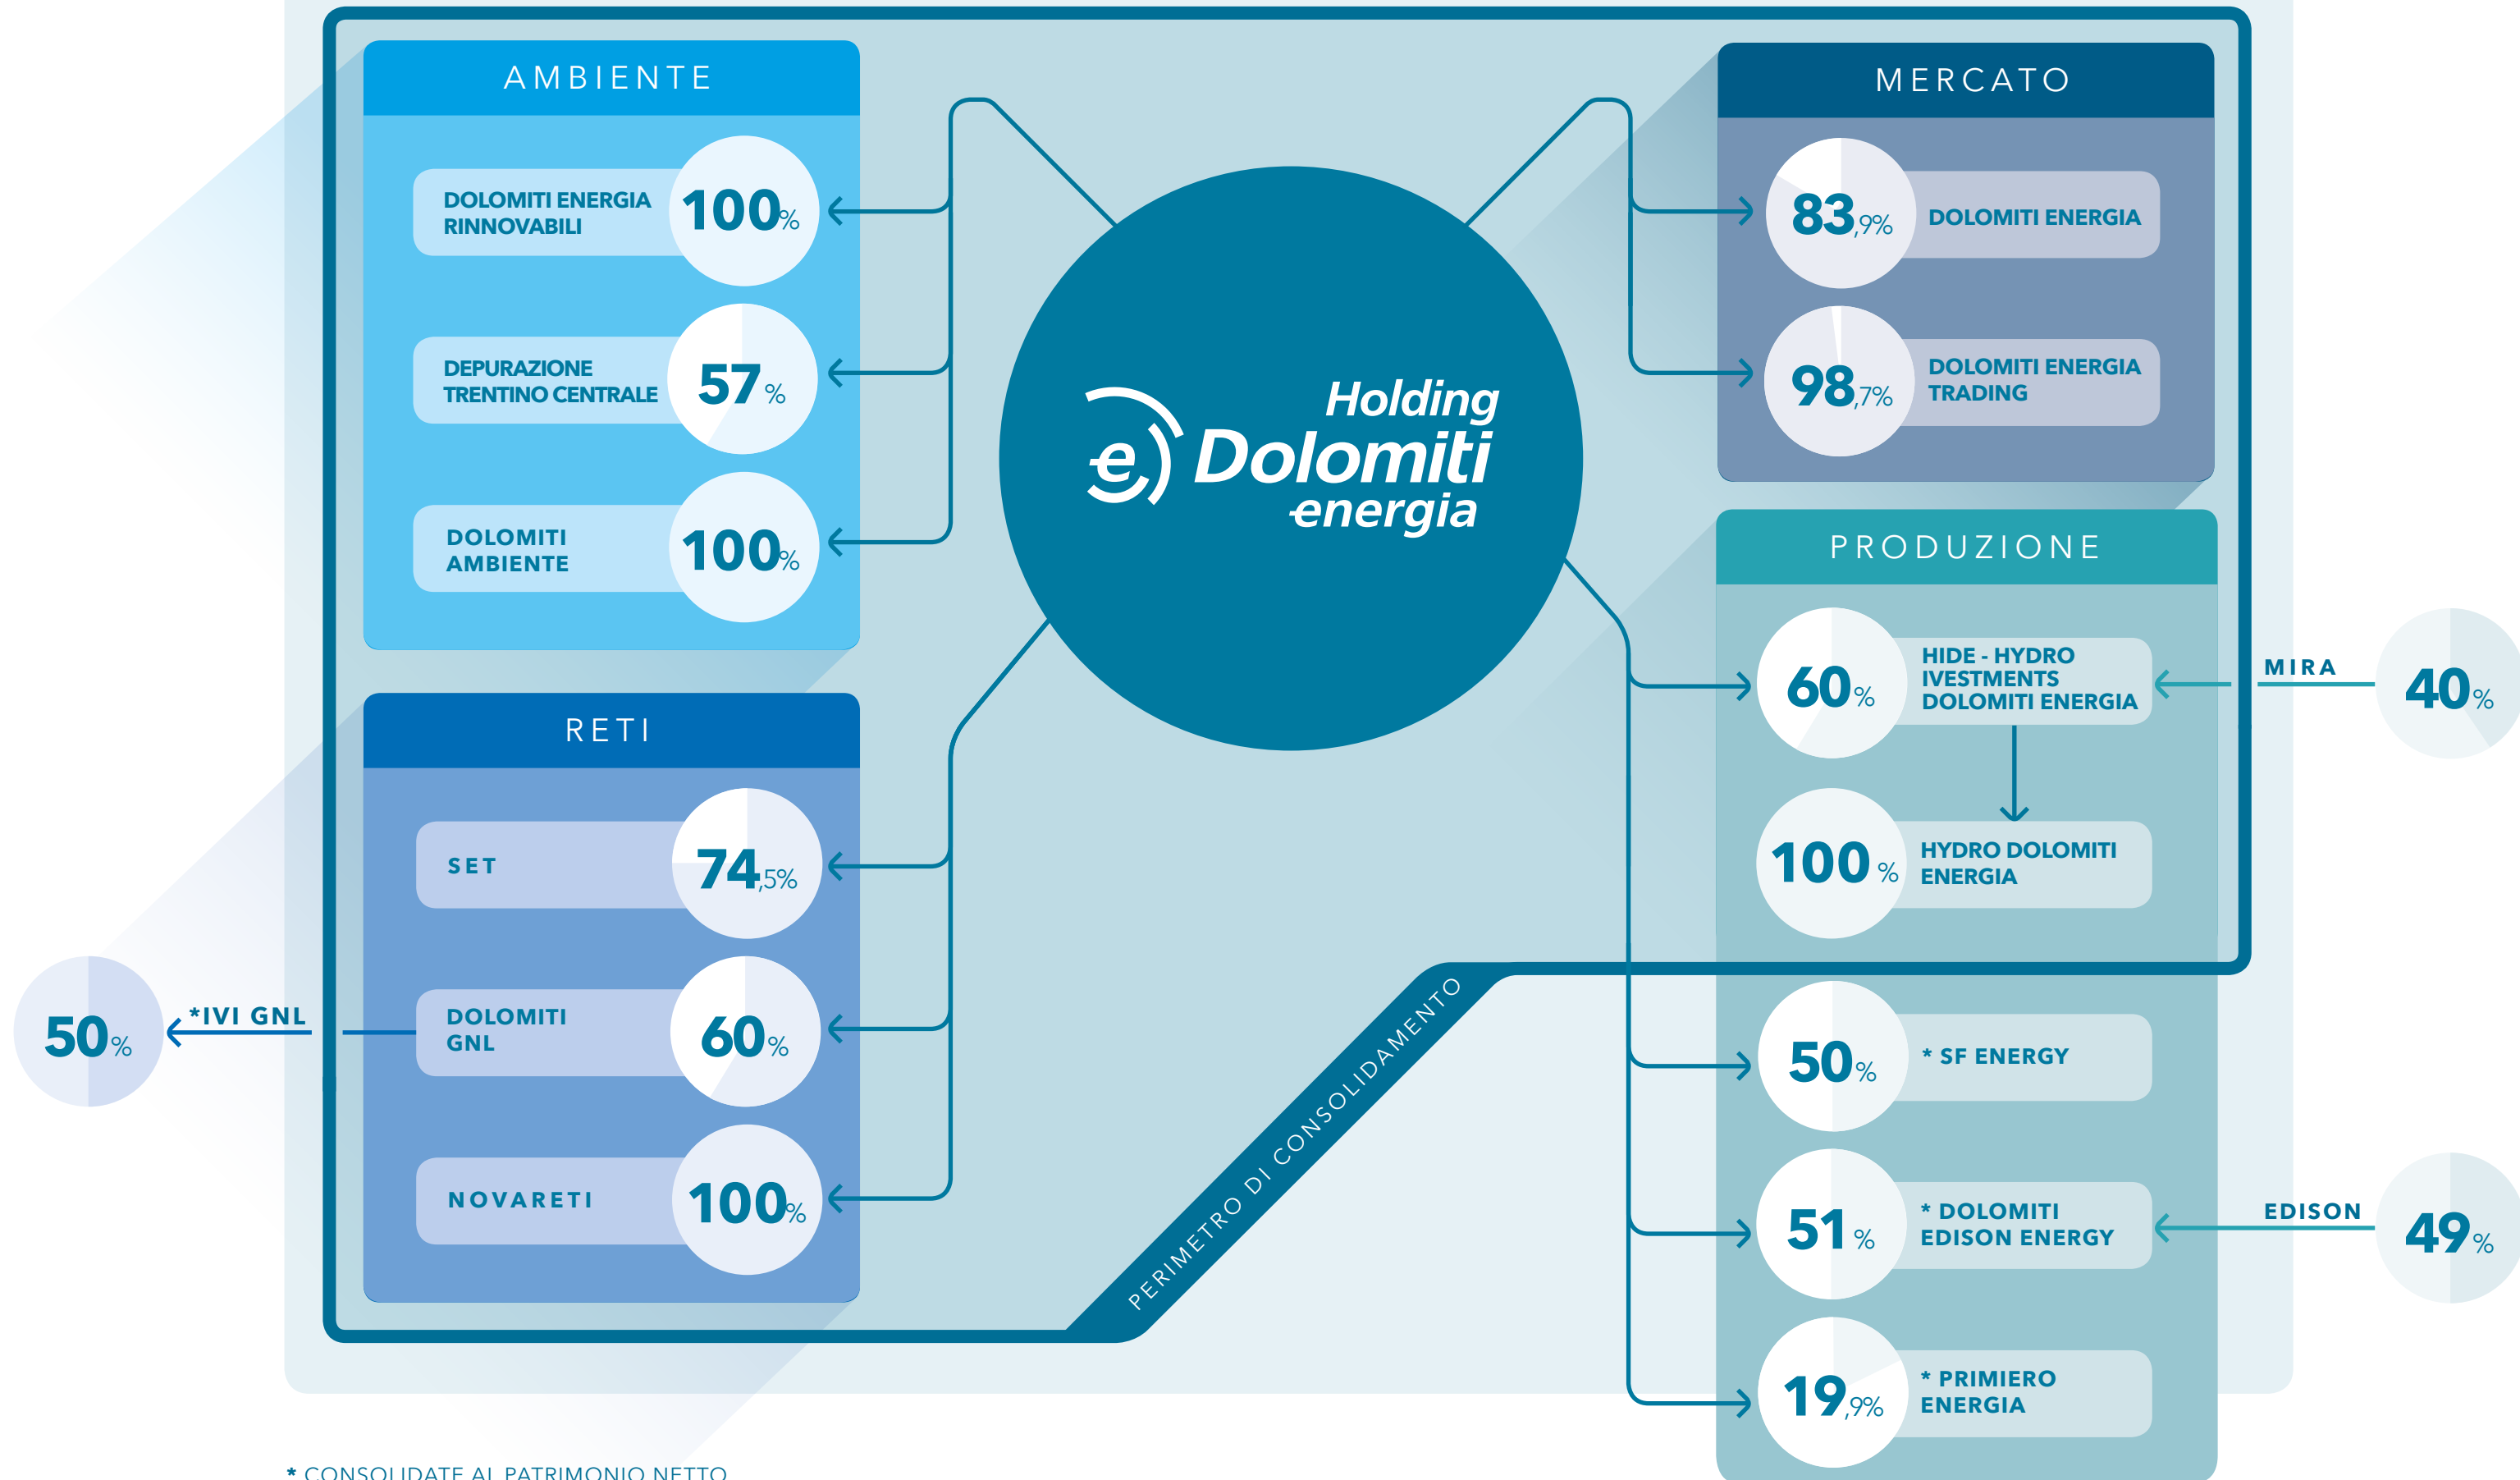 AMBIENTE
DOLOMITI ENERGIA
RINNOVABILI
100%
DEPURAZIONE
TRENTINO CENTRALE
57%
DOLOMITI
AMBIENTE
100%
RETI
SET
74,5%
DOLOMITI
GNL
60%
*IVI GNL
50%
NOVARETI
100%
Holding
e Dolomiti
energia
PERIMETRO DI CONSOLIDAMENTO
MERCATO
83,9%
DOLOMITI ENERGIA
98,7%
DOLOMITI ENERGIA
TRADING
PRODUZIONE
60%
HIDE - HYDRO
IVESTMENTS
DOLOMITI ENERGIA
MIRA
40%
100 %
HYDRO DOLOMITI
ENERGIA
50%
* SF ENERGY
51%
* DOLOMITI
EDISON ENERGY
EDISON
49%
19,9%
* PRIMIERO
ENERGIA
* CONSOLIDATE AL PATRIMONIO NETTO